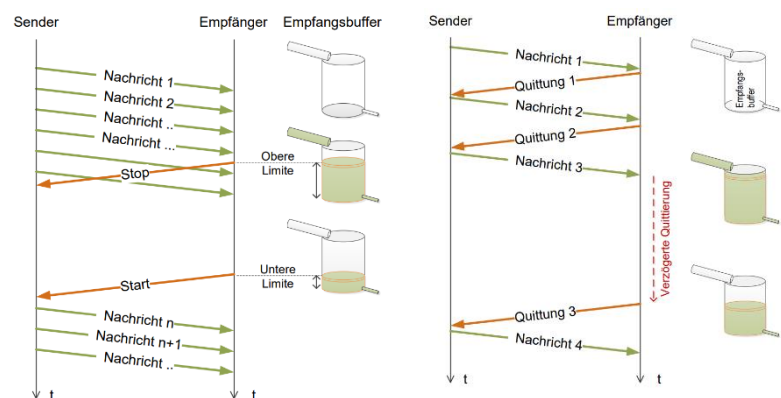 Sender
Empfänger
Empfangsbuffer
Nachricht 1
Nachricht 2
Nachricht ..
Nachricht ...
Stop
Obere
Limite
Start
Untere
Limite
Nachricht n
Nachricht n+1
Nachricht ..
t
t
Sender
Empfänger
Nachricht 1
Quittung 1
Empfangs-
buffer
Nachricht 2
Quittung 2
Nachricht 3
Verzögerte Quittierung
Quittung 3
Nachricht 4
t
t